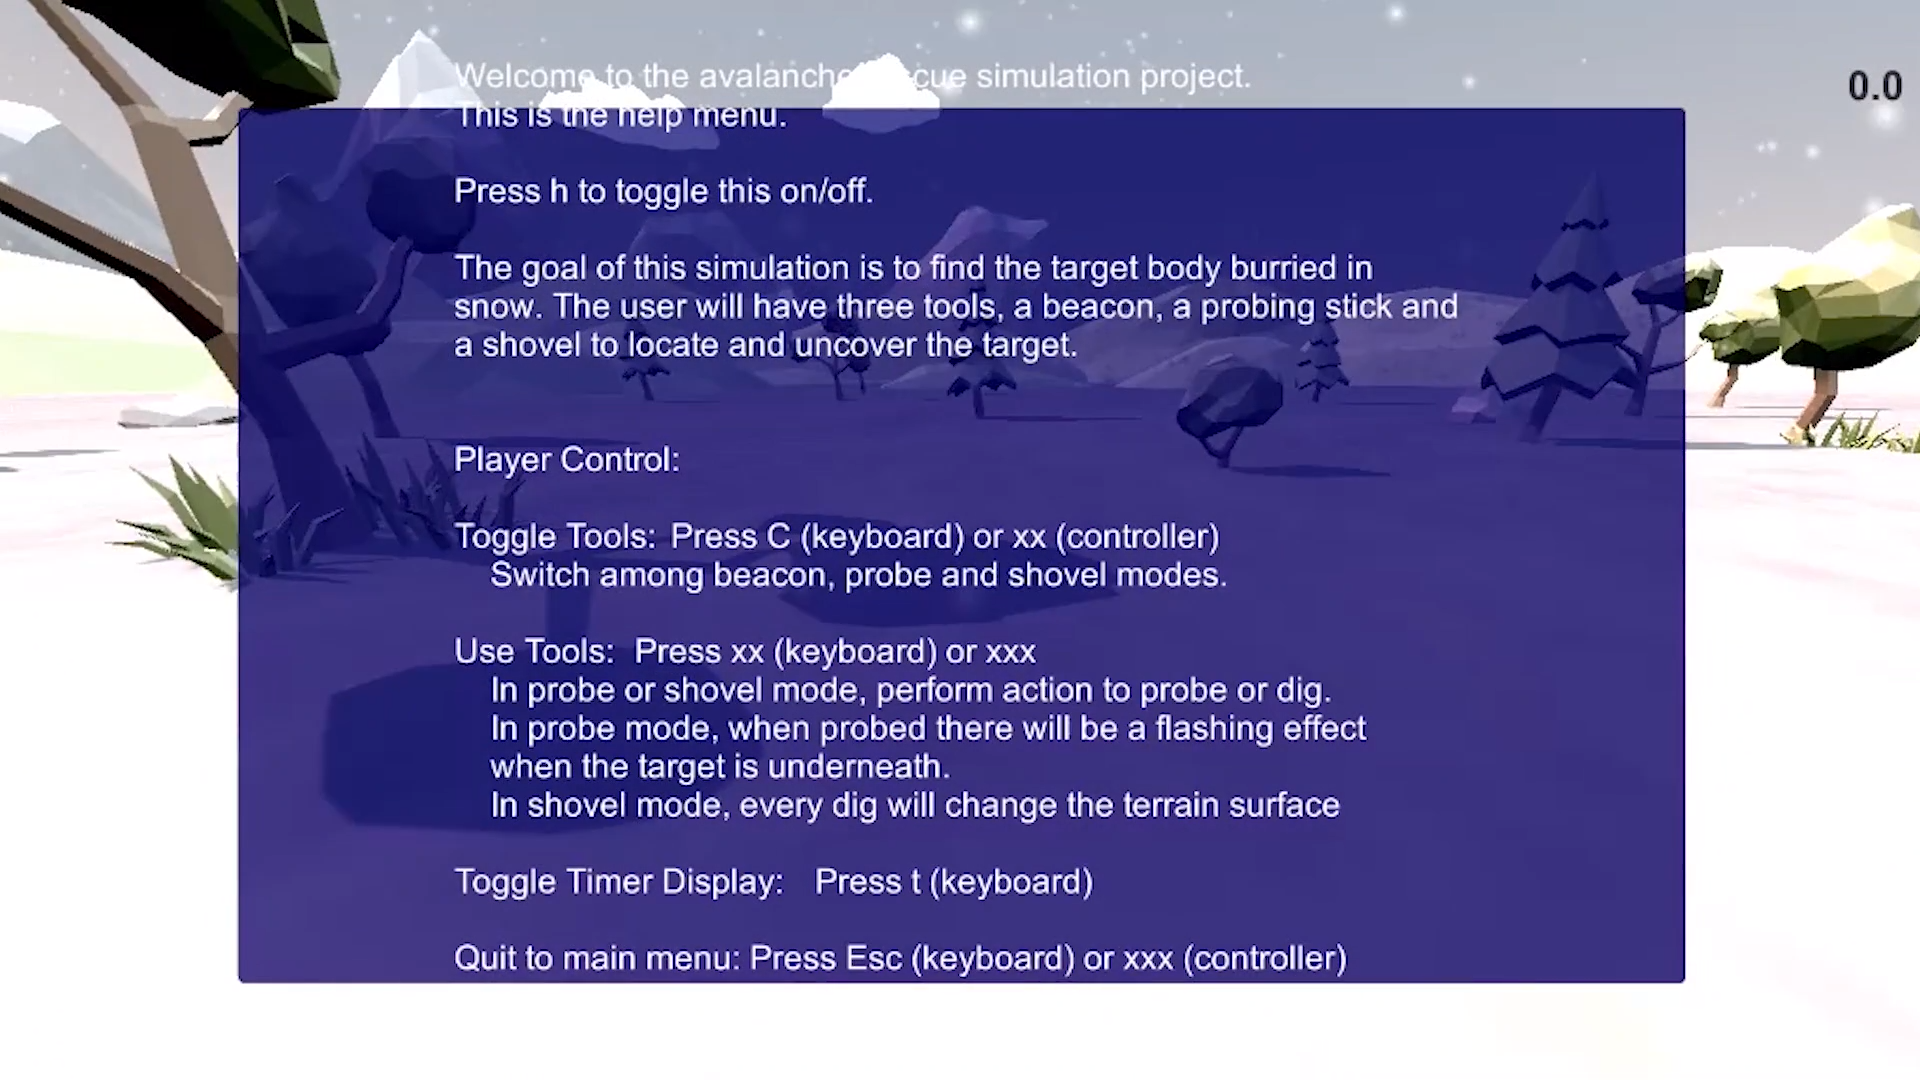 Welcome to the avalanche cue simulation project.
This is the help menu.
0.0
Press h to toggle this on/off.
The goal of this simulation is to find the target body burried in
snow. The user will have three tools, a beacon, a probing stick and
a shovel to locate and uncover the target.
Player Control:
Toggle Tools: Press C (keyboard) or xx (controller)
Switch among beacon, probe and shovel modes.
Use Tools: Press xx (keyboard) or xxx
In probe or shovel mode, perform action to probe or dig.
In probe mode, when probed there will be a flashing effect
when the target is underneath.
In shovel mode, every dig will change the terrain surface
Toggle Timer Display: Press t (keyboard)
Quit to main menu: Press Esc (keyboard) or xxx (controller)